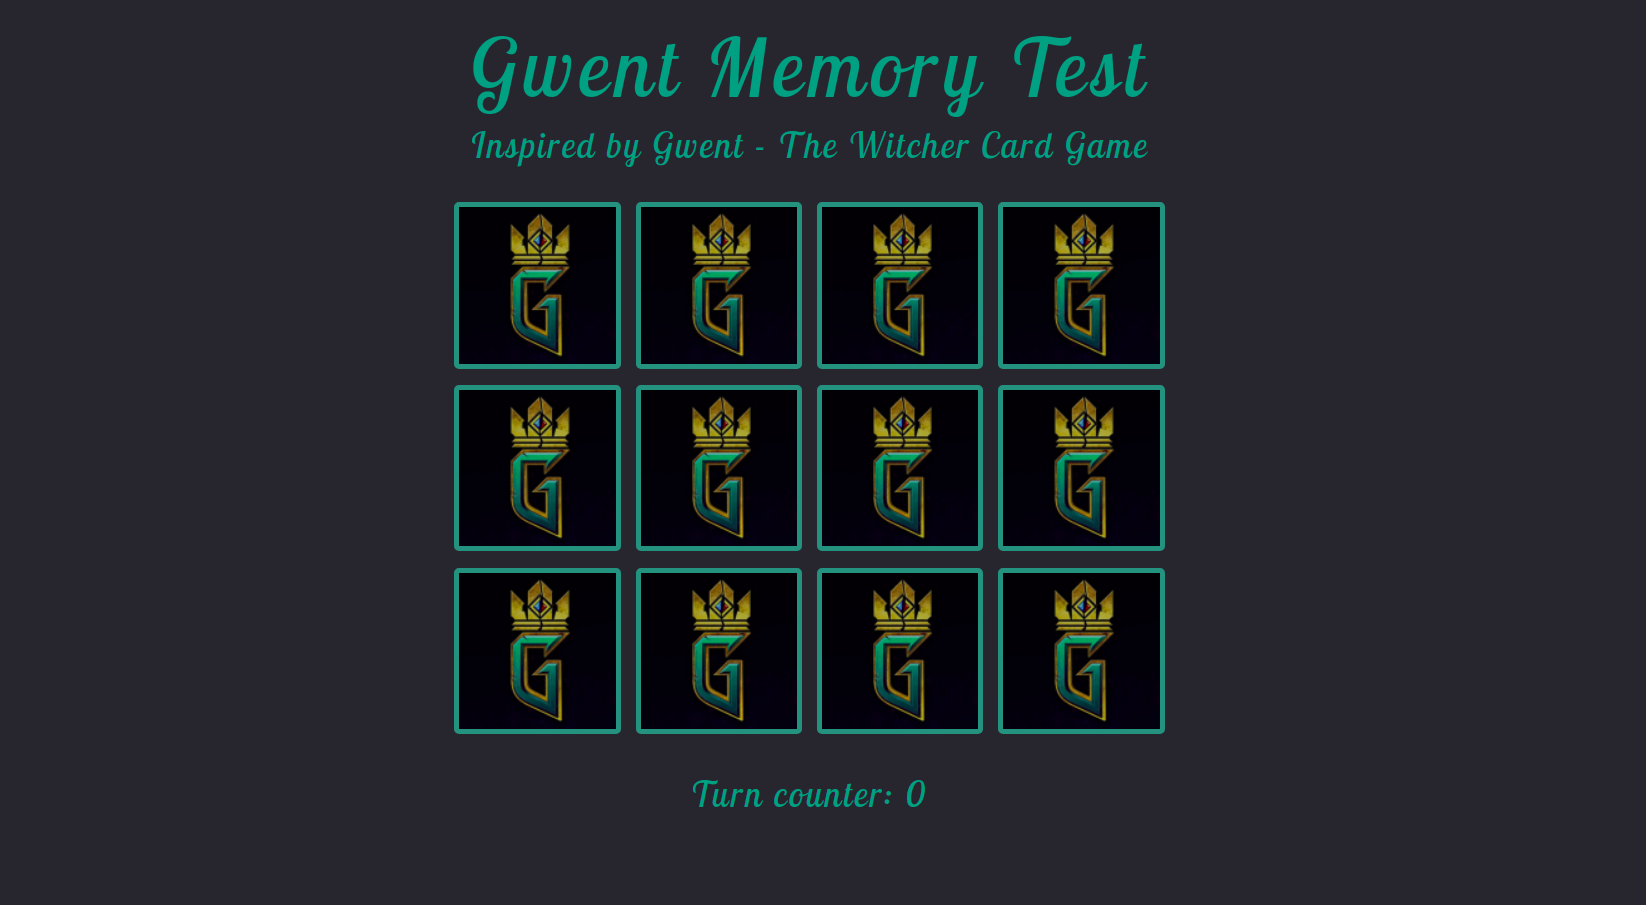 Gwent Memory Test
Inspired by Gwent - The Witcher Card Game
G G G G
G G G G
G G G G
Turn counter: 0